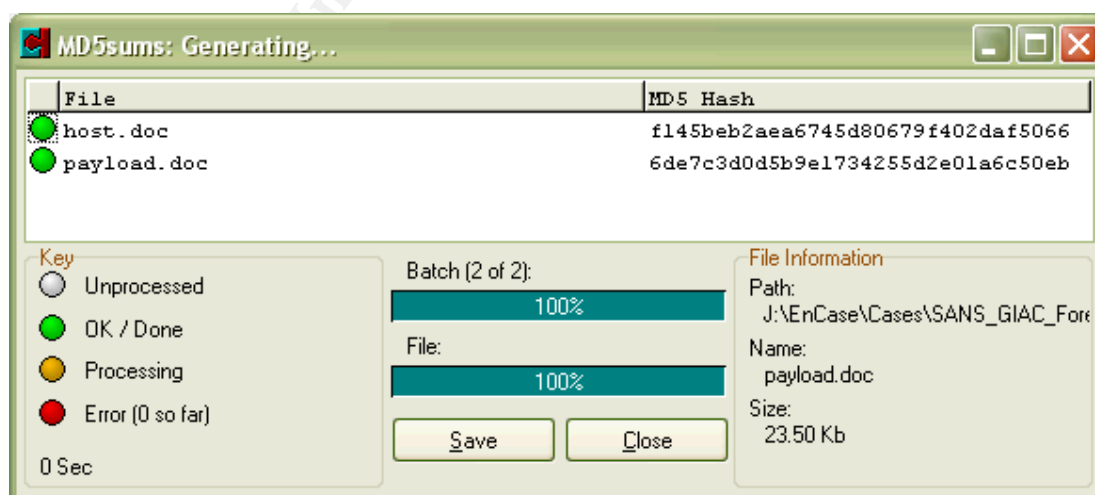 MD5sums: Generating...
File MD5 Hash
host.doc f145beb2aea6745d80679f402daf5066
payload.doc 6de7c3d0d5b9e1734255d2e01a6c50eb
Key
Unprocessed
OK / Done
Processing
Error (0 so far)
0 Sec
Batch (2 of 2):
100%
File:
100%
Save Close
File Information
Path:
J:\EnCase\Cases\SANS_GIAC_Fore
Name:
payload.doc
Size:
23.50 Kb